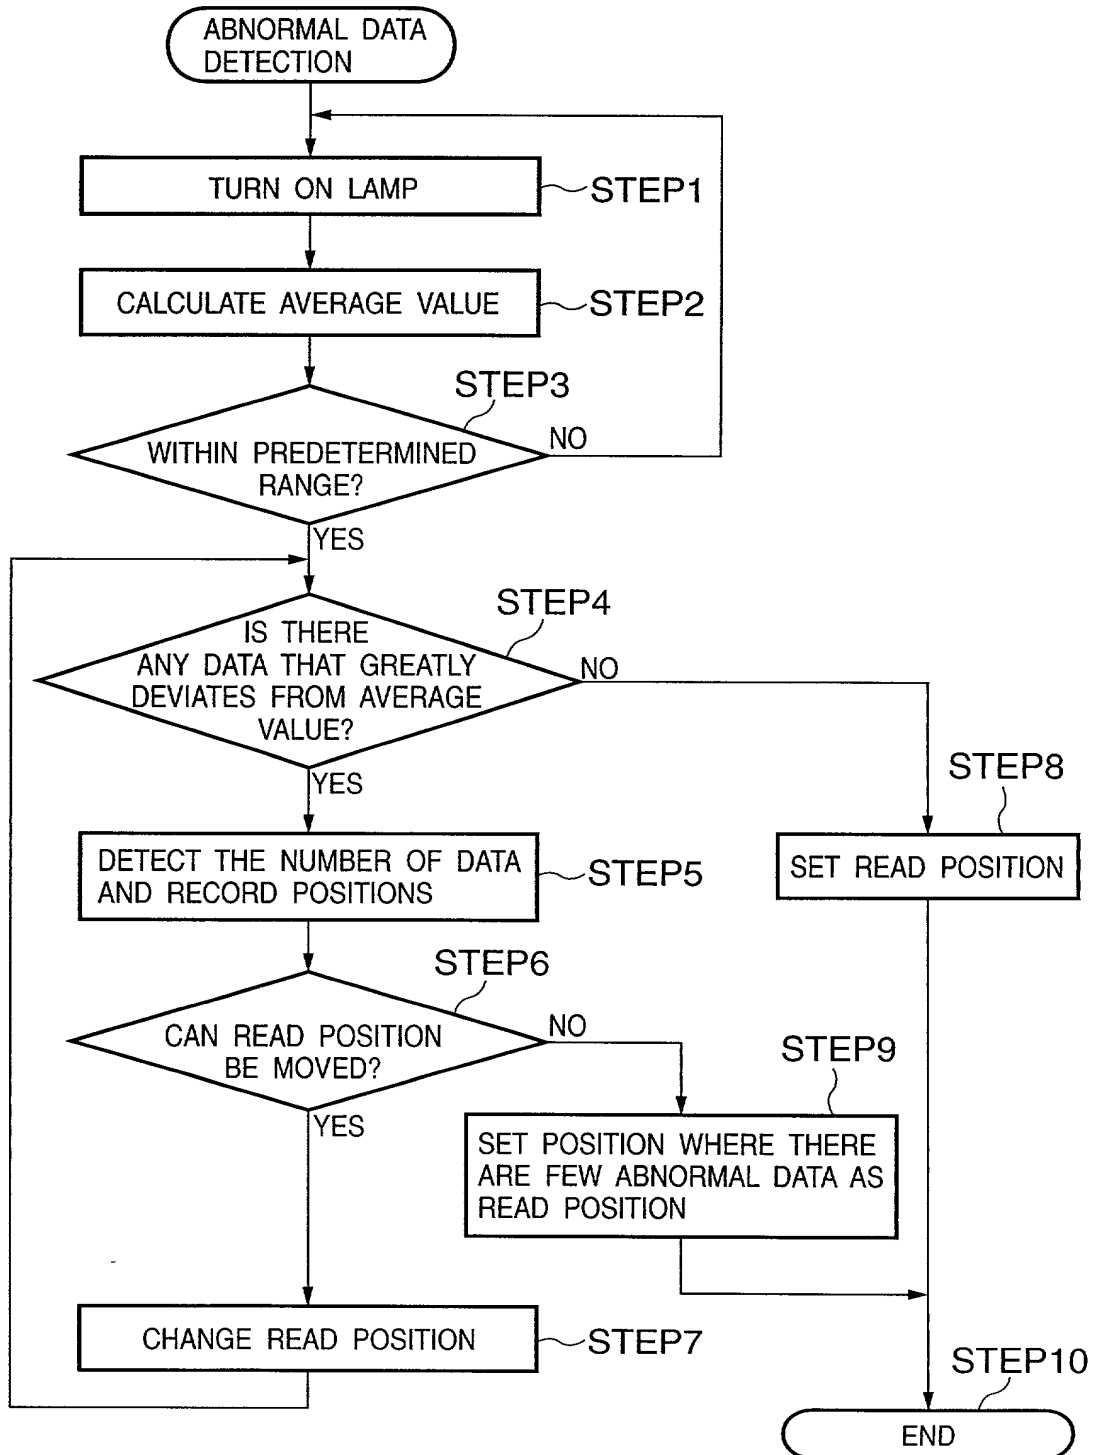 ABNORMAL DATA
DETECTION
TURN ON LAMP
STEP1
CALCULATE AVERAGE VALUE
STEP2
STEP3
WITHIN PREDETERMINED
RANGE?
NO
YES
STEP4
IS THERE
ANY DATA THAT GREATLY
DEVIATES FROM AVERAGE
VALUE?
NO
YES
STEP8
SET READ POSITION
DETECT THE NUMBER OF DATA
AND RECORD POSITIONS
STEP5
STEP6
CAN READ POSITION
BE MOVED?
NO
YES
STEP9
SET POSITION WHERE THERE
ARE FEW ABNORMAL DATA AS
READ POSITION
CHANGE READ POSITION
STEP7
STEP10
END